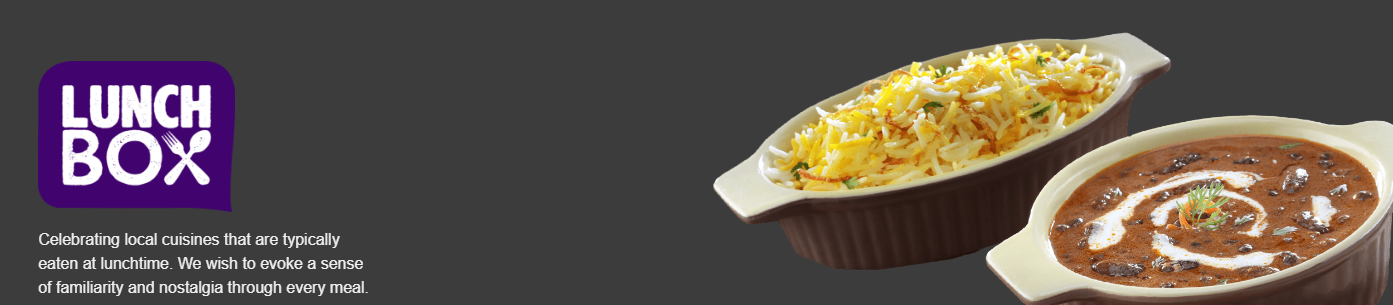 LUNCH
BOX
Celebrating local cuisines that are typically
eaten at lunchtime. We wish to evoke a sense
of familiarity and nostalgia through every meal.